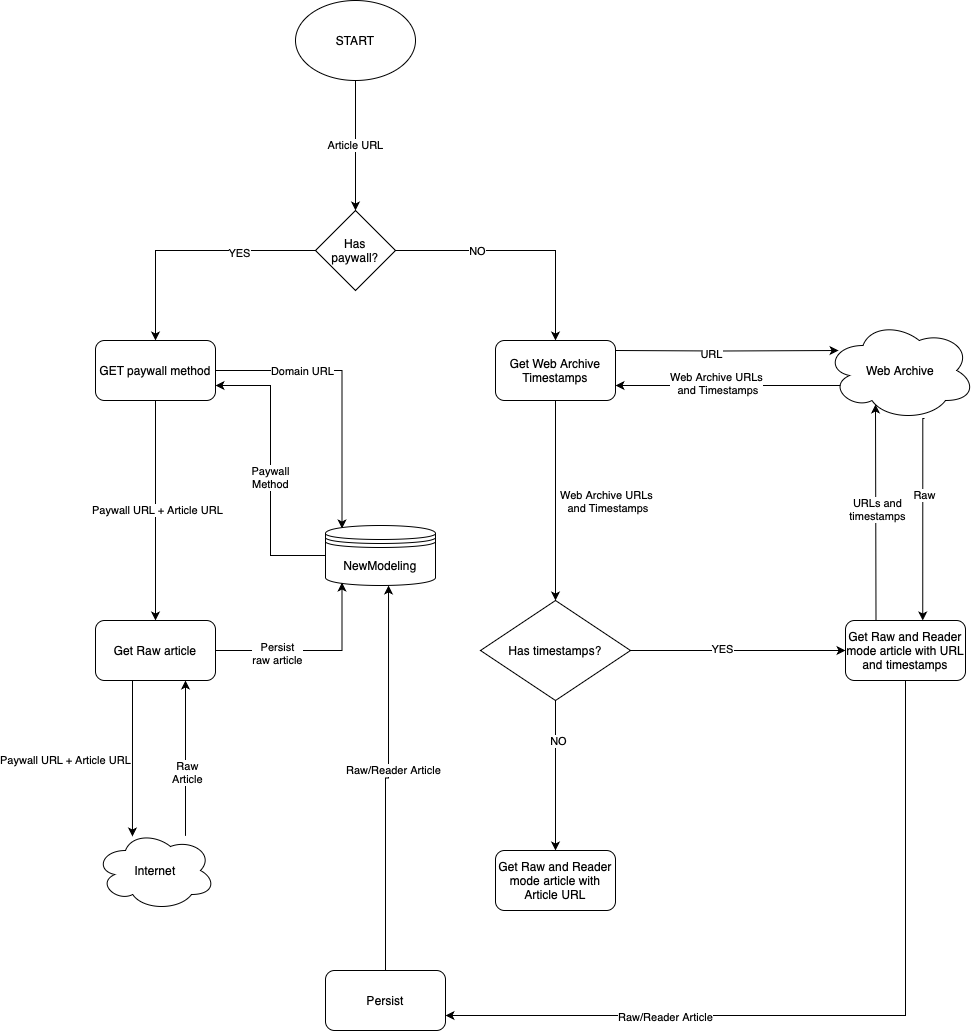 START
Article URL
Has
paywall?
YES
NO
GET paywall method
Domain URL
Get Web Archive
Timestamps
URL
Web Archive URLs
and Timestamps
Web Archive
Paywall
Method
Paywall URL + Article URL
Web Archive URLs
and Timestamps
URLs and
timestamps
Raw
NewModeling
Get Raw article
Persist
raw article
Has timestamps?
YES
Get Raw and Reader
mode article with URL
and timestamps
NO
Paywall URL + Article URL
Raw
Article
Raw/Reader Article
Internet
Get Raw and Reader
mode article with
Article URL
Persist
Raw/Reader Article